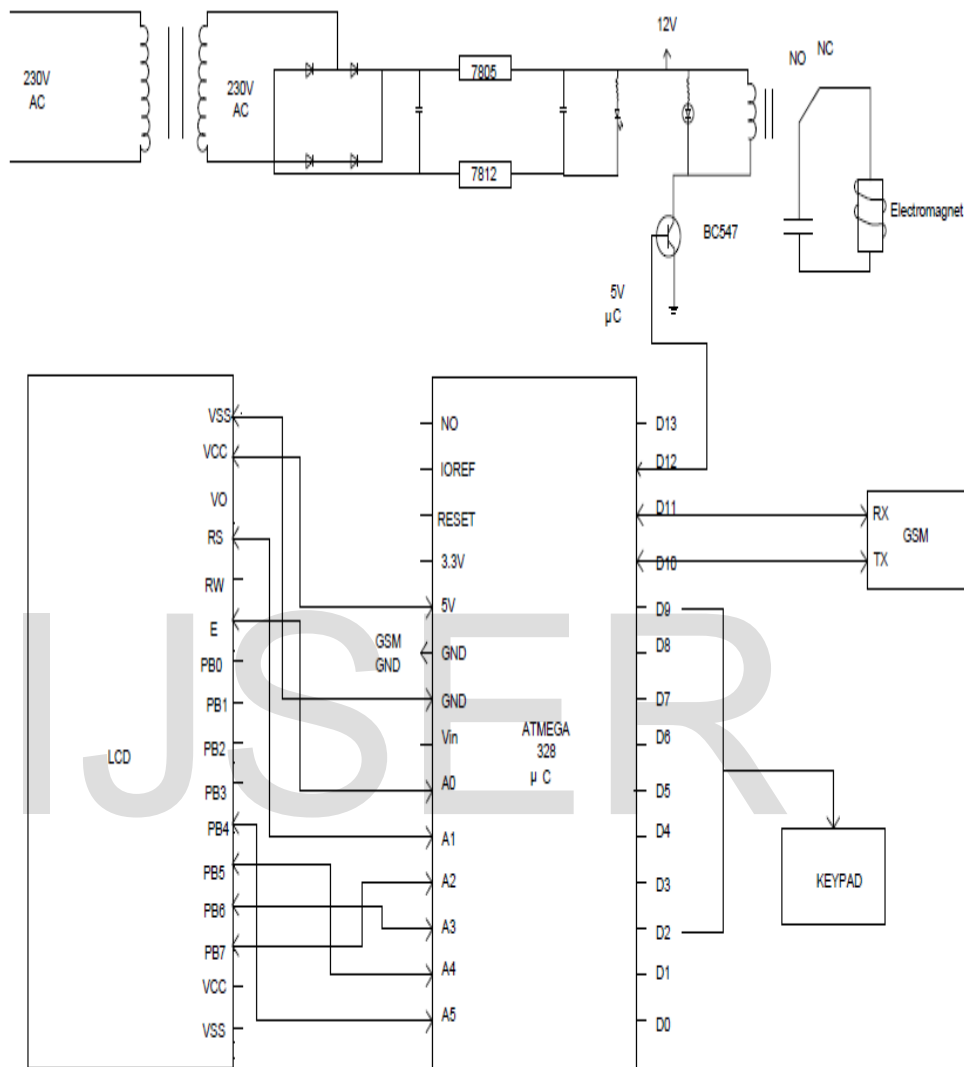 230V
AC
230V
AC
7805
7812
12V
NO
NC
Electromagnet
BC547
5V
µC
LCD
VSS
VCC
VO
RS
RW
E
PB0
PB1
PB2
PB3
PB4
PB5
PB6
PB7
VCC
VSS
GSM
GND
NO
IOREF
RESET
3.3V
5V
GND
GND
Vin
A0
A1
A2
A3
A4
A5
ATMEGA
328
µ C
D13
D12
D11
D10
D9
D8
D7
D6
D5
D4
D3
D2
D1
D0
RX
GSM
TX
KEYPAD
IJSER